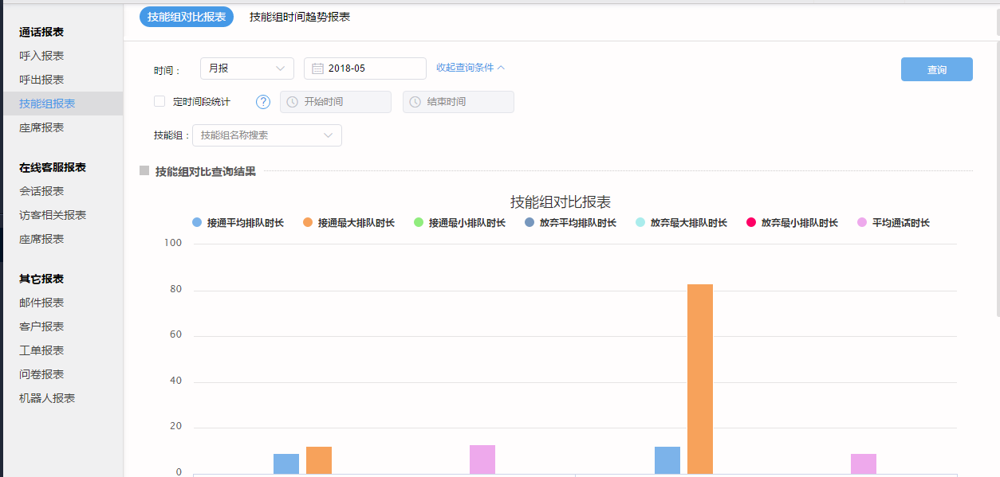 通话报表
呼入报表
呼出报表
技能组报表
座席报表
在线客服报表
会话报表
访客相关报表
座席报表
其它报表
邮件报表
客户报表
工单报表
问卷报表
机器人报表
技能组对比报表 技能组时间趋势报表
时间： 月报 2018-05 收起查询条件 查询
定时间段统计 ? 开始时间 结束时间
技能组： 技能组名称搜索
技能组对比查询结果
技能组对比报表
接通平均排队时长 接通最大排队时长 接通最小排队时长 放弃平均排队时长 放弃最大排队时长 放弃最小排队时长 平均通话时长
100
80
60
40
20
0